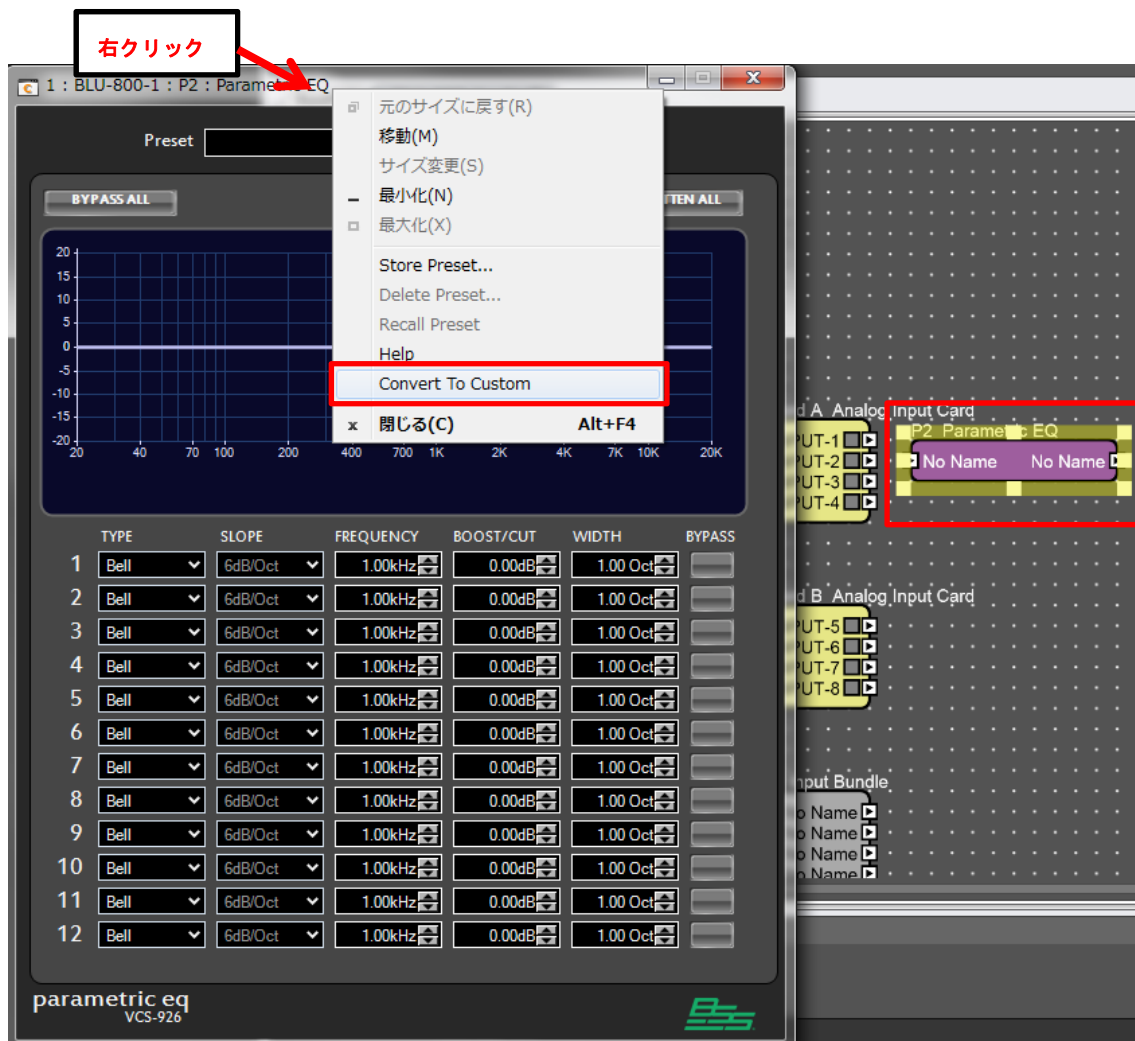 右クリック
1 : BLU-800-1 : P2 : Parametric EQ
元のサイズに戻す(R)
移動(M)
サイズ変更(S)
最小化(N)
最大化(X)
Store Preset...
Delete Preset...
Recall Preset
Help
Convert To Custom
閉じる(C) Alt+F4
Preset
BYPASS ALL
TTEN ALL
20
15
10
5
0
-5
-10
-15
-20
20 40 70 100 200 400 700 1K 2K 4K 7K 10K 20K
TYPE SLOPE FREQUENCY BOOST/CUT WIDTH BYPASS
1 Bell 6dB/Oct 1.00kHz 0.00dB 1.00 Oct
2 Bell 6dB/Oct 1.00kHz 0.00dB 1.00 Oct
3 Bell 6dB/Oct 1.00kHz 0.00dB 1.00 Oct
4 Bell 6dB/Oct 1.00kHz 0.00dB 1.00 Oct
5 Bell 6dB/Oct 1.00kHz 0.00dB 1.00 Oct
6 Bell 6dB/Oct 1.00kHz 0.00dB 1.00 Oct
7 Bell 6dB/Oct 1.00kHz 0.00dB 1.00 Oct
8 Bell 6dB/Oct 1.00kHz 0.00dB 1.00 Oct
9 Bell 6dB/Oct 1.00kHz 0.00dB 1.00 Oct
10 Bell 6dB/Oct 1.00kHz 0.00dB 1.00 Oct
11 Bell 6dB/Oct 1.00kHz 0.00dB 1.00 Oct
12 Bell 6dB/Oct 1.00kHz 0.00dB 1.00 Oct
parametric eq
VCS-926
BSS
d A Analog Input Card
PUT-1
PUT-2
PUT-3
PUT-4
P2 Parametric EQ
No Name No Name
d B Analog Input Card
PUT-5
PUT-6
PUT-7
PUT-8
nput Bundle
o Name
o Name
o Name
o Name